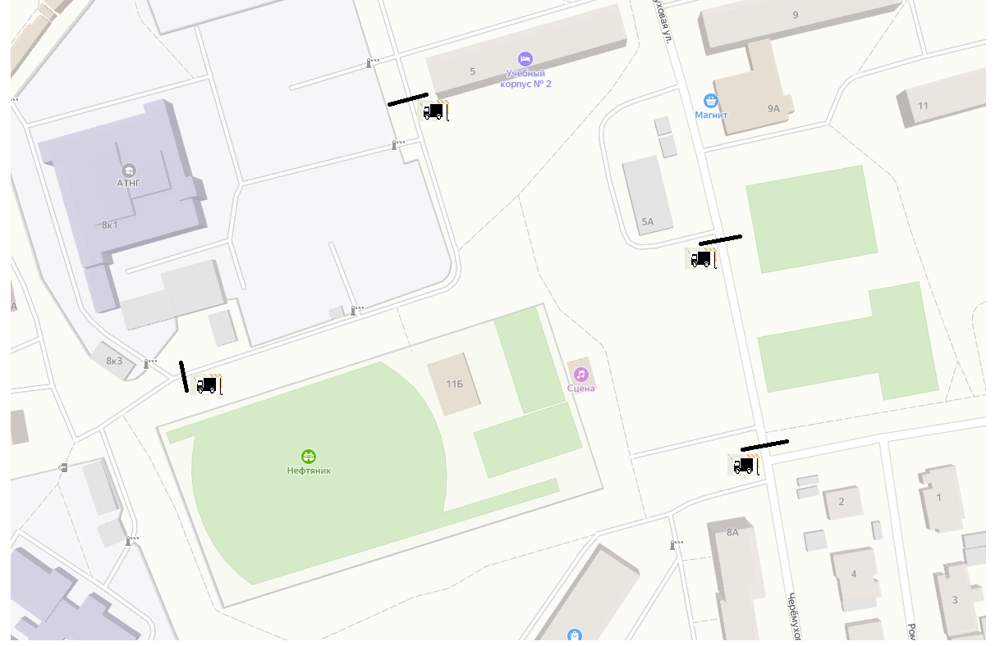 уховая ул.
9
5
Учебный
корпус № 2
Магнит
9А
11
АТНГ
8к1
5А
А
8к3
11Б
Сцена
Нефтяник
2
1
8А
4
3
Черёмухов
Ром